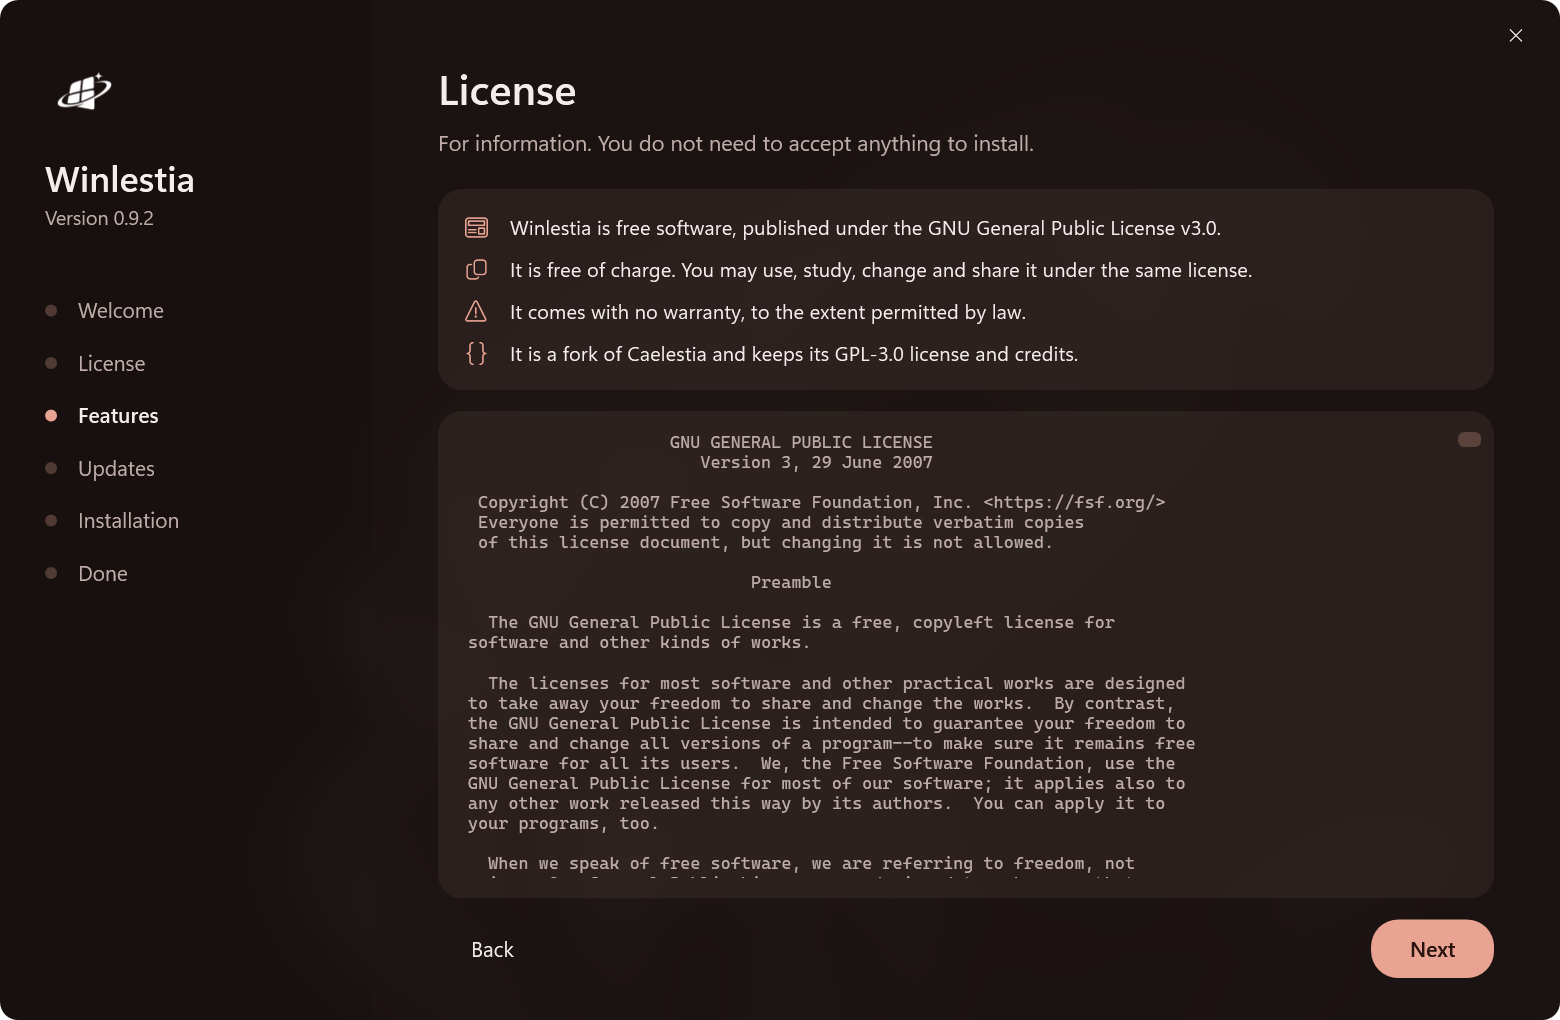 Winlestia
Version 0.9.2
Welcome
License
Features
Updates
Installation
Done
License
For information. You do not need to accept anything to install.
Winlestia is free software, published under the GNU General Public License v3.0.
It is free of charge. You may use, study, change and share it under the same license.
It comes with no warranty, to the extent permitted by law.
It is a fork of Caelestia and keeps its GPL-3.0 license and credits.
GNU GENERAL PUBLIC LICENSE
Version 3, 29 June 2007
Copyright (C) 2007 Free Software Foundation, Inc. <https://fsf.org/>
Everyone is permitted to copy and distribute verbatim copies
of this license document, but changing it is not allowed.
Preamble
The GNU General Public License is a free, copyleft license for
software and other kinds of works.
The licenses for most software and other practical works are designed
to take away your freedom to share and change the works.  By contrast,
the GNU General Public License is intended to guarantee your freedom to
share and change all versions of a program--to make sure it remains free
software for all its users.  We, the Free Software Foundation, use the
GNU General Public License for most of our software; it applies also to
any other work released this way by its authors.  You can apply it to
your programs, too.
When we speak of free software, we are referring to freedom, not
Back
Next